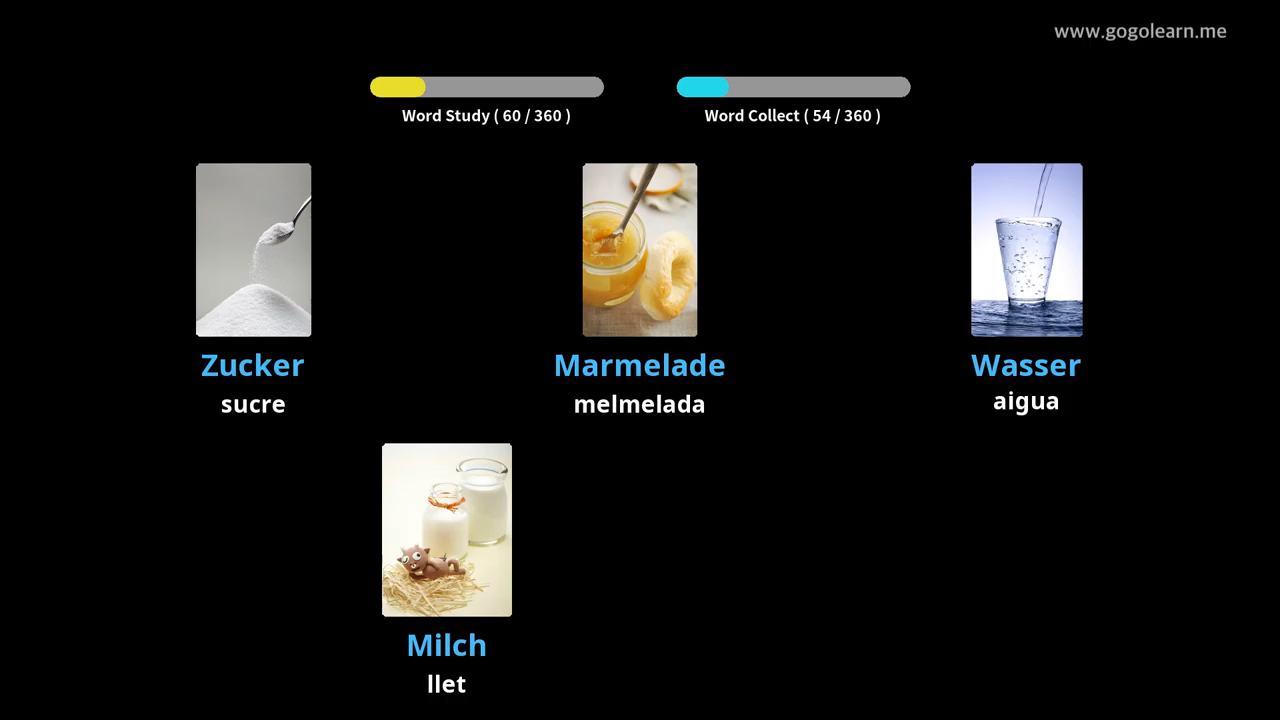 www.gogolearn.me
Word Study ( 60 / 360 )
Word Collect ( 54 / 360 )
Zucker
sucre
Marmelade
melmelada
Wasser
aigua
Milch
llet